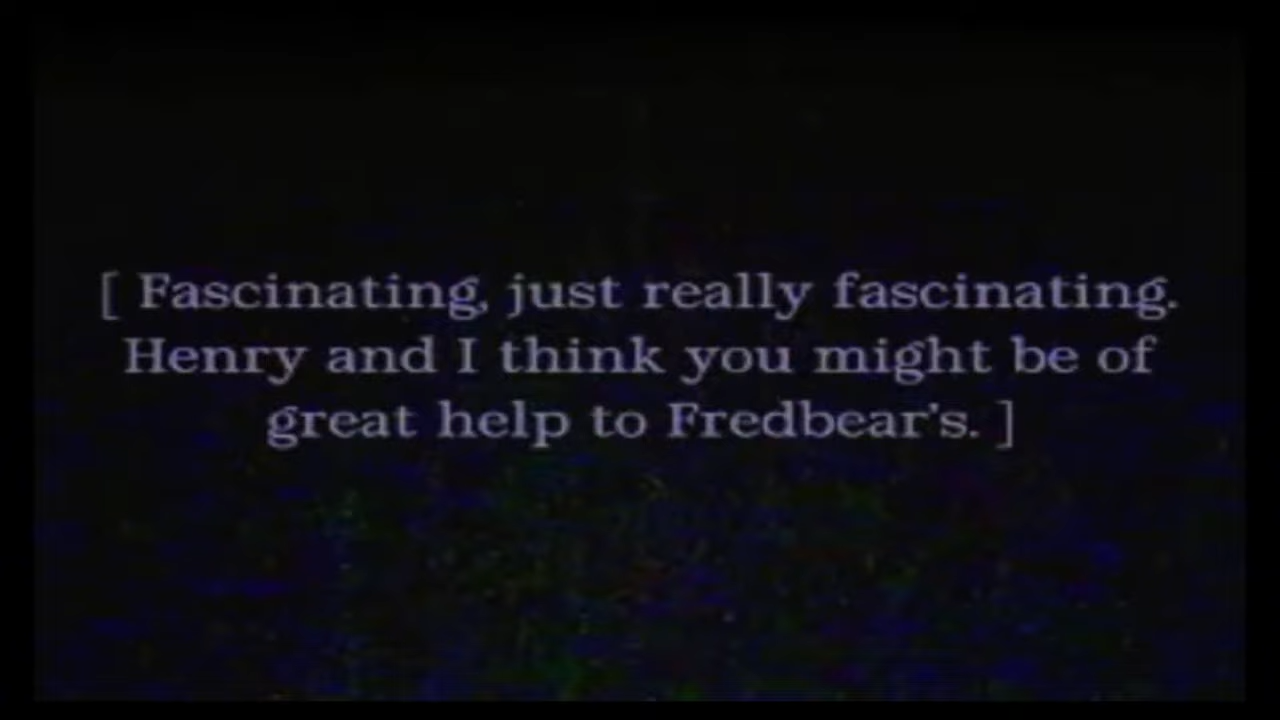 [ Fascinating, just really fascinating.
Henry and I think you might be of
great help to Fredbear's. ]